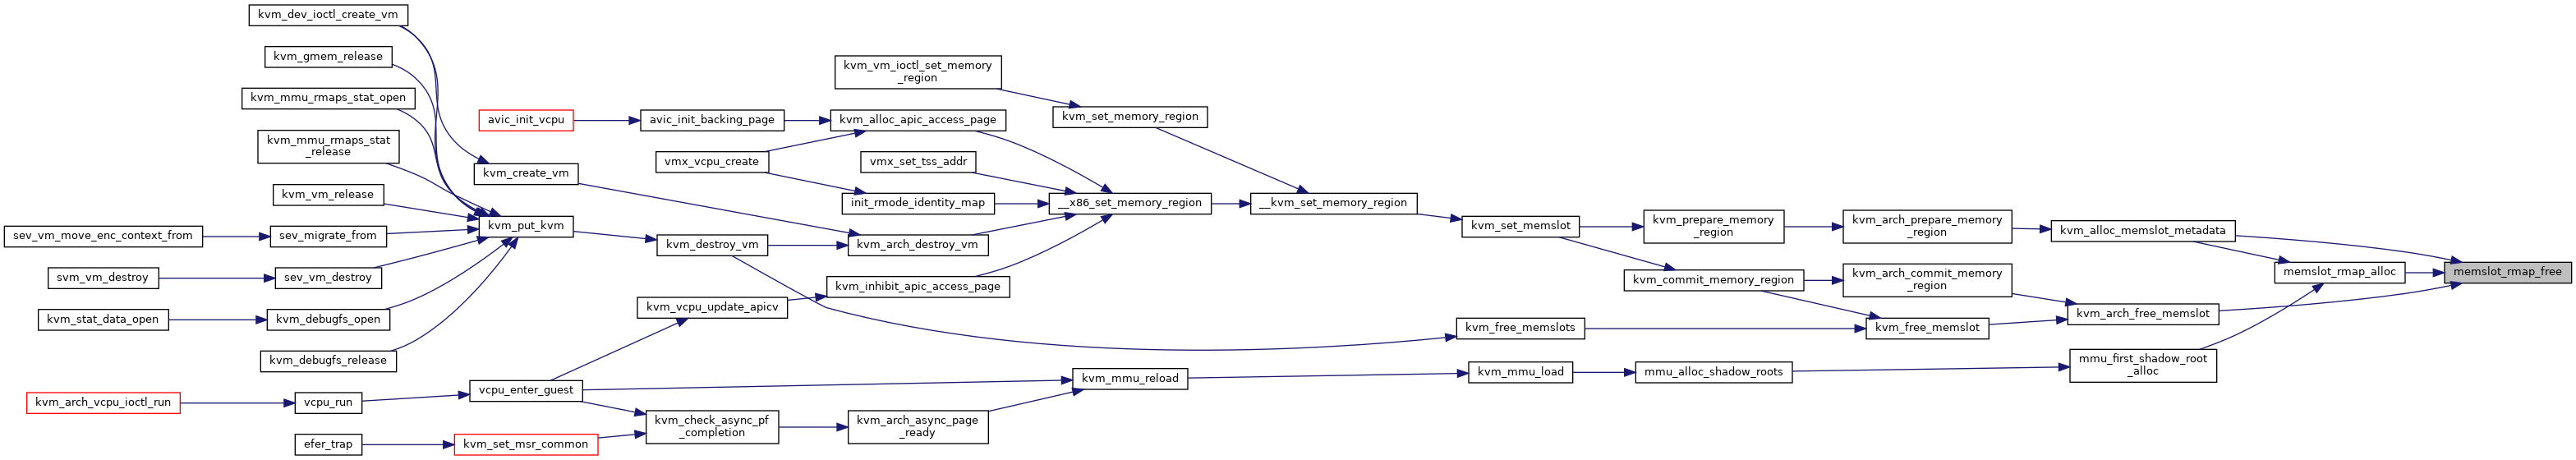 kvm_dev_ioctl_create_vm
kvm_gmem_release
kvm_mmu_rmaps_stat_open
kvm_mmu_rmaps_stat
_release
kvm_vm_release
sev_vm_move_enc_context_from
sev_migrate_from
svm_vm_destroy
sev_vm_destroy
kvm_stat_data_open
kvm_debugfs_open
kvm_debugfs_release
kvm_arch_vcpu_ioctl_run
vcpu_run
efer_trap
avic_init_vcpu
kvm_create_vm
kvm_put_kvm
vcpu_enter_guest
kvm_set_msr_common
avic_init_backing_page
vmx_vcpu_create
kvm_destroy_vm
kvm_vcpu_update_apicv
kvm_check_async_pf
_completion
kvm_vm_ioctl_set_memory
_region
kvm_alloc_apic_access_page
vmx_set_tss_addr
init_rmode_identity_map
kvm_arch_destroy_vm
kvm_inhibit_apic_access_page
kvm_arch_async_page
_ready
kvm_set_memory_region
__x86_set_memory_region
kvm_mmu_reload
__kvm_set_memory_region
kvm_set_memslot
kvm_free_memslots
kvm_mmu_load
kvm_prepare_memory
_region
kvm_commit_memory_region
mmu_alloc_shadow_roots
kvm_arch_prepare_memory
_region
kvm_arch_commit_memory
_region
kvm_free_memslot
kvm_alloc_memslot_metadata
kvm_arch_free_memslot
mmu_first_shadow_root
_alloc
memslot_rmap_alloc
memslot_rmap_free